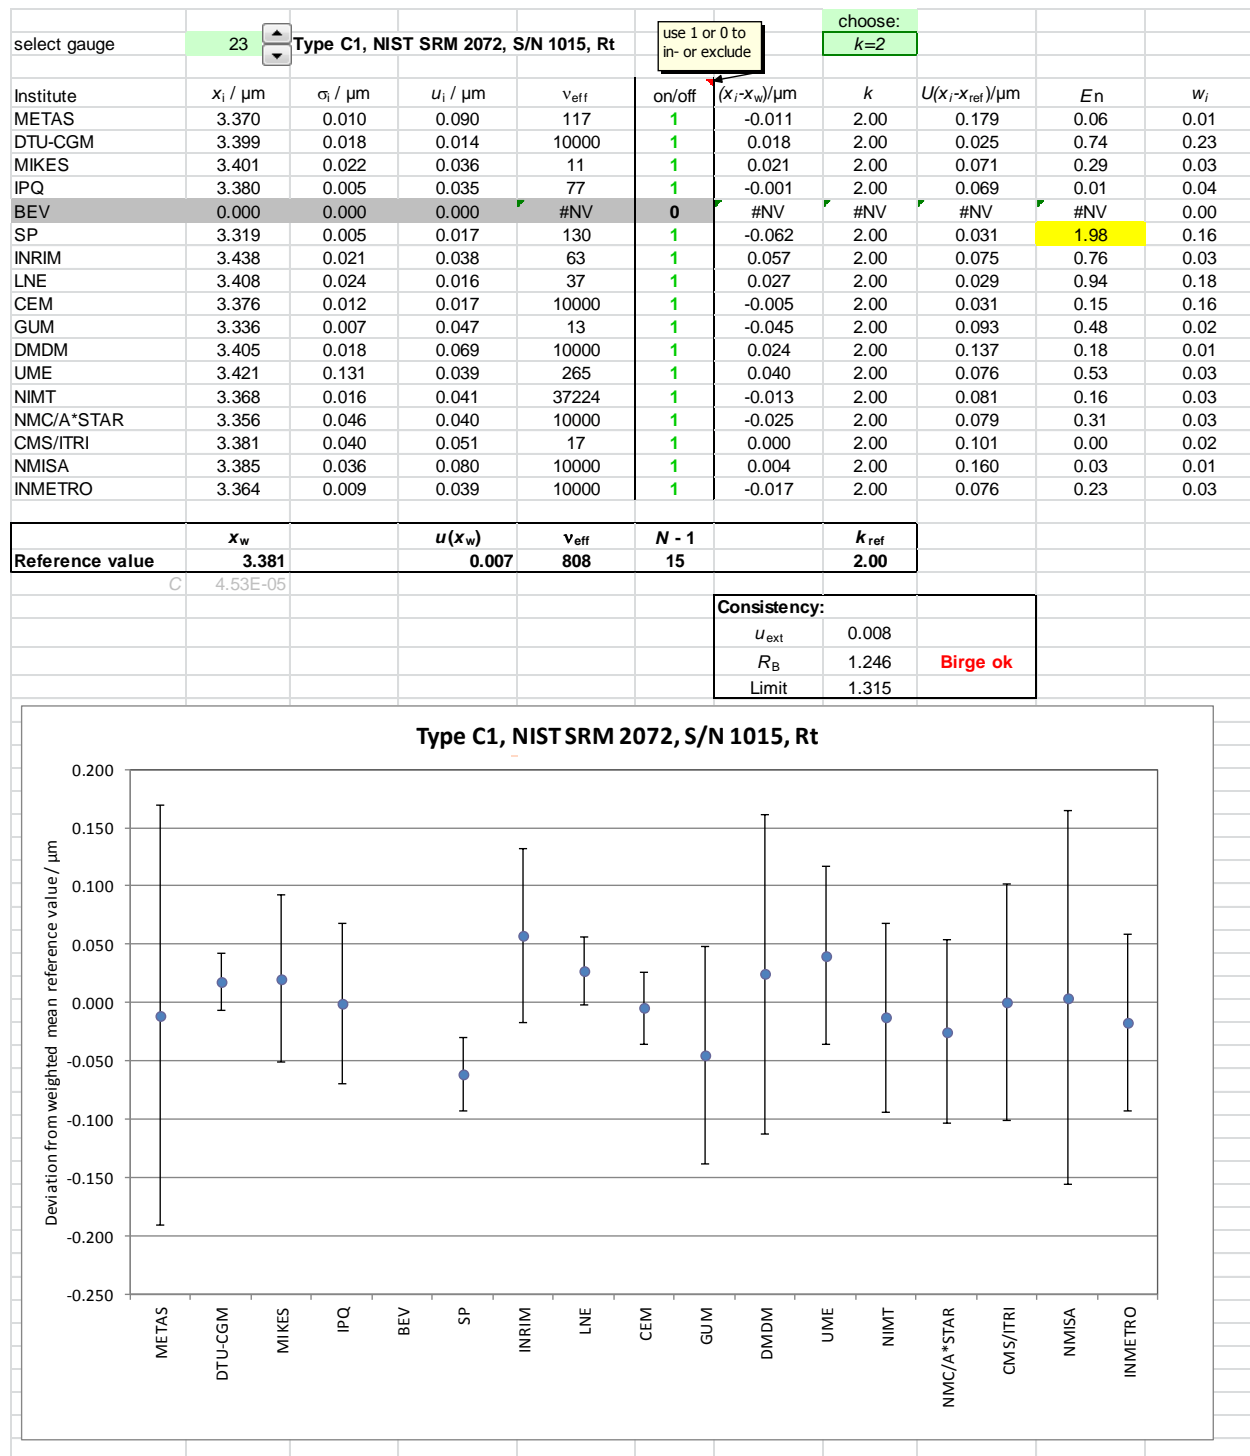 choose:
select gauge 23 Type C1, NIST SRM 2072, S/N 1015, Rt use 1 or 0 to in- or exclude k=2
Institute xi / µm σi / µm ui / µm νeff on/off (xi-xw)/µm k U(xi-xref)/µm En wi
METAS 3.370 0.010 0.090 117 1 -0.011 2.00 0.179 0.06 0.01
DTU-CGM 3.399 0.018 0.014 10000 1 0.018 2.00 0.025 0.74 0.23
MIKES 3.401 0.022 0.036 11 1 0.021 2.00 0.071 0.29 0.03
IPQ 3.380 0.005 0.035 77 1 -0.001 2.00 0.069 0.01 0.04
BEV 0.000 0.000 0.000 #NV 0 #NV #NV #NV #NV 0.00
SP 3.319 0.005 0.017 130 1 -0.062 2.00 0.031 1.98 0.16
INRIM 3.438 0.021 0.038 63 1 0.057 2.00 0.075 0.76 0.03
LNE 3.408 0.024 0.016 37 1 0.027 2.00 0.029 0.94 0.18
CEM 3.376 0.012 0.017 10000 1 -0.005 2.00 0.031 0.15 0.16
GUM 3.336 0.007 0.047 13 1 -0.045 2.00 0.093 0.48 0.02
DMDM 3.405 0.018 0.069 10000 1 0.024 2.00 0.137 0.18 0.01
UME 3.421 0.131 0.039 265 1 0.040 2.00 0.076 0.53 0.03
NIMT 3.368 0.016 0.041 37224 1 -0.013 2.00 0.081 0.16 0.03
NMC/A*STAR 3.356 0.046 0.040 10000 1 -0.025 2.00 0.079 0.31 0.03
CMS/ITRI 3.381 0.040 0.051 17 1 0.000 2.00 0.101 0.00 0.02
NMISA 3.385 0.036 0.080 10000 1 0.004 2.00 0.160 0.03 0.01
INMETRO 3.364 0.009 0.039 10000 1 -0.017 2.00 0.076 0.23 0.03
xw u(xw) νeff N - 1 kref
Reference value 3.381 0.007 808 15 2.00
C 4.53E-05
Consistency:
uext 0.008
RB 1.246 Birge ok
Limit 1.315
Type C1, NIST SRM 2072, S/N 1015, Rt
Deviation from weighted mean reference value / µm
0.200
0.150
0.100
0.050
0.000
-0.050
-0.100
-0.150
-0.200
-0.250
METAS
DTU-CGM
MIKES
IPQ
BEV
SP
INRIM
LNE
CEM
GUM
DMDM
UME
NIMT
NMC/A*STAR
CMS/ITRI
NMISA
INMETRO